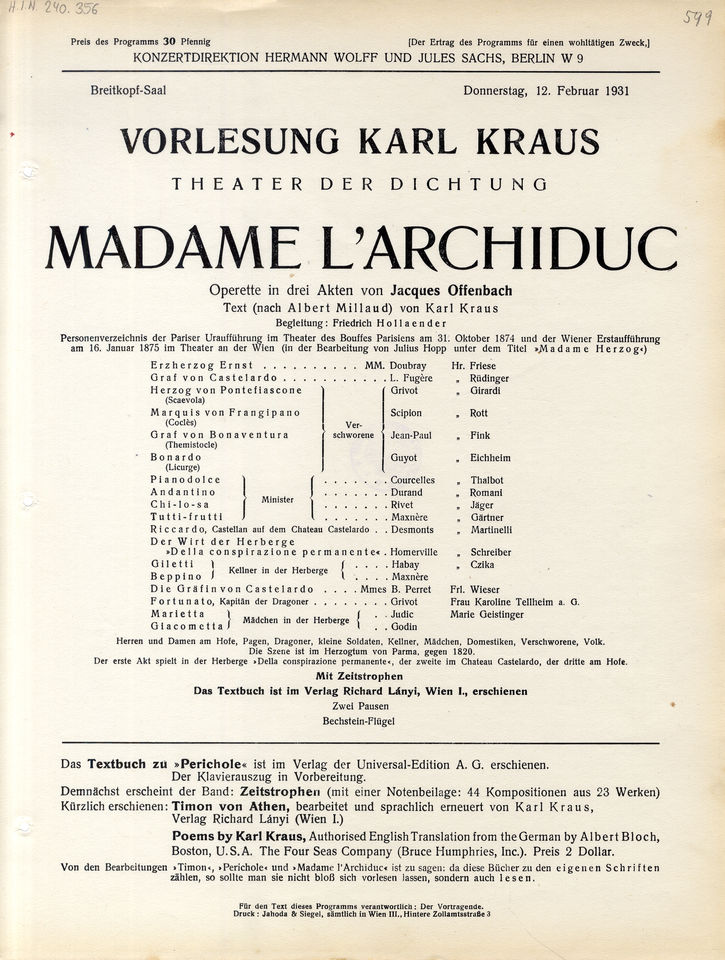 H.I.N. 240.356
599
Preis des Programms 30 Pfennig [Der Ertrag des Programms für einen wohltätigen Zweck.]
KONZERTDIREKTION HERMANN WOLFF UND JULES SACHS, BERLIN W 9
Breitkopf-Saal Donnerstag, 12. Februar 1931
VORLESUNG KARL KRAUS
THEATER DER DICHTUNG
MADAME L'ARCHIDUC
Operette in drei Akten von Jacques Offenbach
Text (nach Albert Millaud) von Karl Kraus
Begleitung: Friedrich Hollaender
Personenverzeichnis der Pariser Uraufführung im Theater des Bouffes Parisiens am 31. Oktober 1874 und der Wiener Erstaufführung
am 16. Januar 1875 im Theater an der Wien (in der Bearbeitung von Julius Hopp unter dem Titel »Madame Herzog«)
Erzherzog Ernst . . . . . . . . . . MM. Doubray Hr. Friese
Graf von Castelardo . . . . . . . . . . . L. Fugère „ Rüdinger
Herzog von Pontefiascone Grivot „ Girardi
(Scaevola)
Marquis von Frangipano Scipion „ Rott
(Coclès)
Ver-
Graf von Bonaventura schworene Jean-Paul „ Fink
(Themistocle)
Bonardo Guyot „ Eichheim
(Licurge)
Pianodolce . . . . . . . Courcelles „ Thalbot
Andantino . . . . . . . Durand „ Romani
Minister
Chi-lo-sa . . . . . . . Rivet „ Jäger
Tutti-frutti . . . . . . . Maxnère „ Gärtner
Riccardo, Castellan auf dem Chateau Castelardo . . Desmonts „ Martinelli
Der Wirt der Herberge
»Della conspirazione permanente« . Homerville „ Schreiber
Giletti . . . . Habay „ Czika
Kellner in der Herberge
Beppino . . . . Maxnère
Die Gräfin von Castelardo . . . . Mmes B. Perret Frl. Wieser
Fortunato, Kapitän der Dragoner . . . . . . . . Grivot Frau Karoline Tellheim a. G.
Marietta . . Judic Marie Geistinger
Mädchen in der Herberge
Giacometta . . Godin
Herren und Damen am Hofe, Pagen, Dragoner, kleine Soldaten, Kellner, Mädchen, Domestiken, Verschworene, Volk.
Die Szene ist im Herzogtum von Parma, gegen 1820.
Der erste Akt spielt in der Herberge »Della conspirazione permanente«, der zweite im Chateau Castelardo, der dritte am Hofe.
Mit Zeitstrophen
Das Textbuch ist im Verlag Richard Lányi, Wien I., erschienen
Zwei Pausen
Bechstein-Flügel
Das Textbuch zu »Perichole« ist im Verlag der Universal-Edition A. G. erschienen.
Der Klavierauszug in Vorbereitung.
Demnächst erscheint der Band: Zeitstrophen (mit einer Notenbeilage: 44 Kompositionen aus 23 Werken)
Kürzlich erschienen: Timon von Athen, bearbeitet und sprachlich erneuert von Karl Kraus,
Verlag Richard Lányi (Wien I.)
Poems by Karl Kraus, Authorised English Translation from the German by Albert Bloch,
Boston, U.S.A. The Four Seas Company (Bruce Humphries, Inc.). Preis 2 Dollar.
Von den Bearbeitungen »Timon«, »Perichole« und »Madame l'Archiduc« ist zu sagen: da diese Bücher zu den eigenen Schriften
zählen, so sollte man sie nicht bloß sich vorlesen lassen, sondern auch lesen.
Für den Text dieses Programms verantwortlich: Der Vortragende.
Druck: Jahoda & Siegel, sämtlich in Wien III., Hintere Zollamtsstraße 3